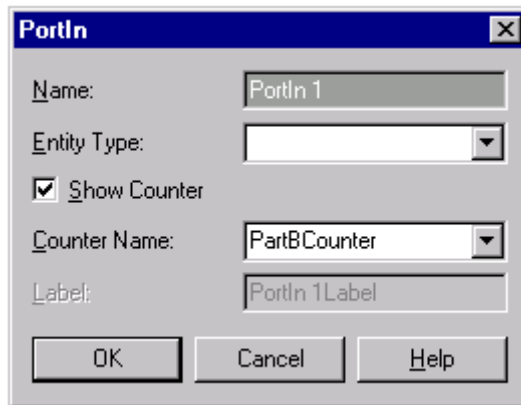 PortIn
Name: PortIn 1
Entity Type:
Show Counter
Counter Name: PartBCounter
Label: PortIn 1Label
OK Cancel Help